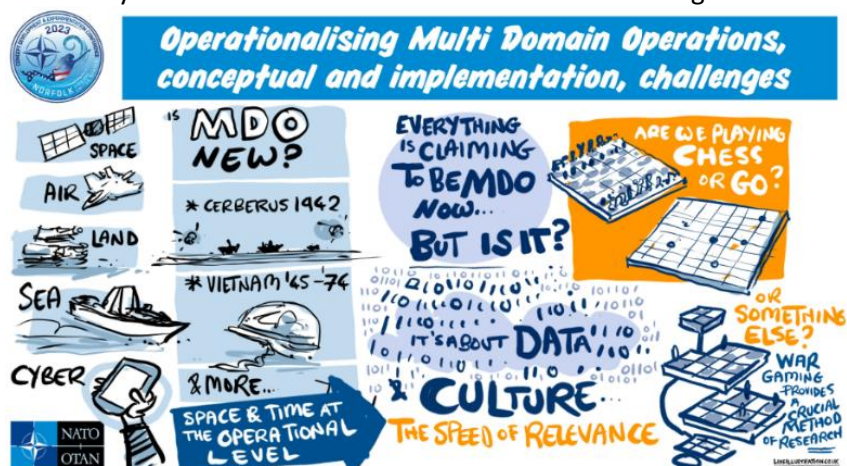 2023
NORFOLK
Operationalising Multi Domain Operations,
conceptual and implementation, challenges
SPACE
AIR
LAND
SEA
CYBER
NATO
OTAN
IS MDO
NEW?
* CERBERUS 1942
* VIETNAM '45-'74
& MORE...
SPACE & TIME AT
THE OPERATIONAL
LEVEL
EVERYTHING
IS CLAIMING
TO BE MDO
NOW...
BUT IS IT?
IT'S ABOUT DATA
& CULTURE...
THE SPEED OF RELEVANCE
ARE WE PLAYING
CHESS
OR GO?
OR
SOMETHING
ELSE?
WAR
GAMING
-PROVIDES
A
CRUCIAL
METHOD
OF RESEARCH